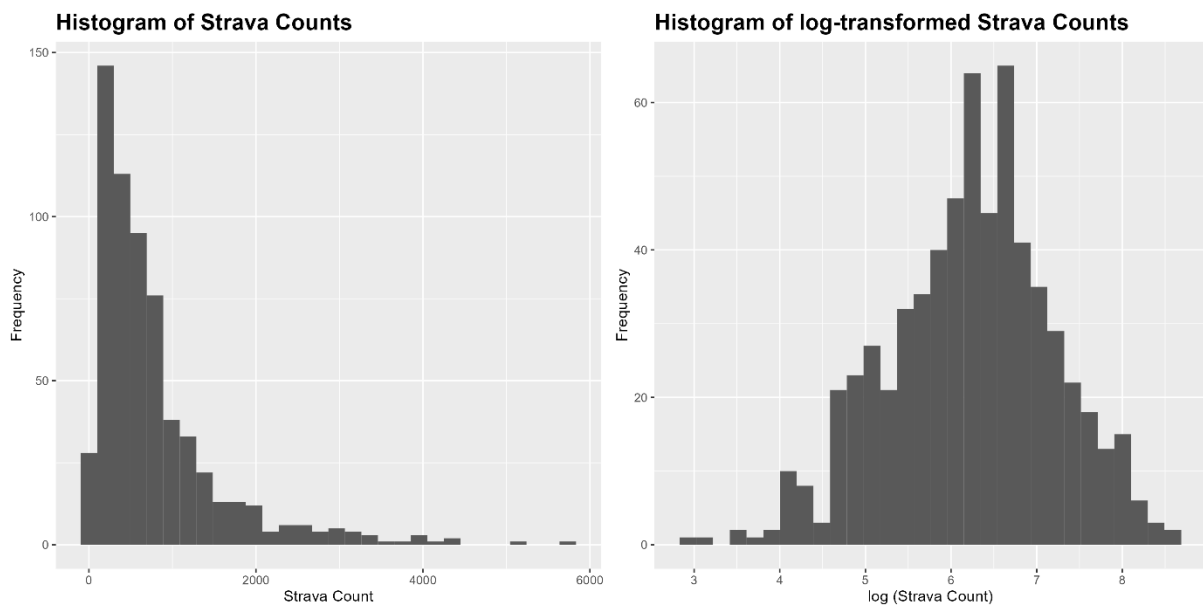 Histogram of Strava Counts
150
100
50
0
Frequency
0 2000 4000 6000
Strava Count
Histogram of log-transformed Strava Counts
60
40
20
0
Frequency
3 4 5 6 7 8
log (Strava Count)